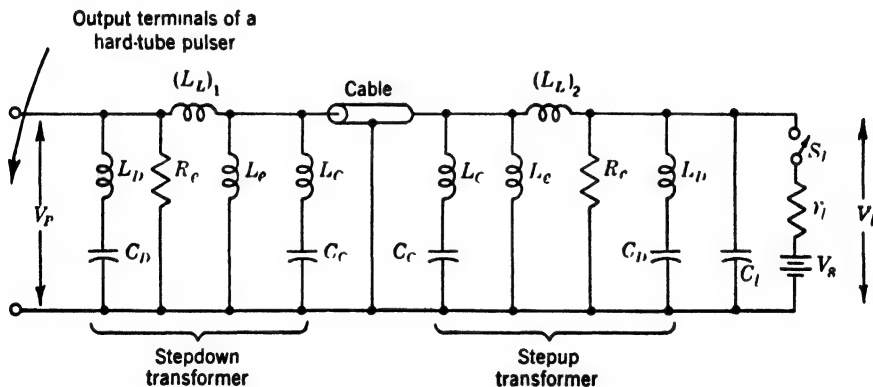 Output terminals of a
hard-tube pulser
(L_L)_1
Cable
(L_L)_2
L_D
R_e
L_e
L_C
L_C
L_e
R_e
L_D
S_l
V_P
r_l
V_l
C_D
C_C
C_C
C_D
C_l
V_s
Stepdown
transformer
Stepup
transformer